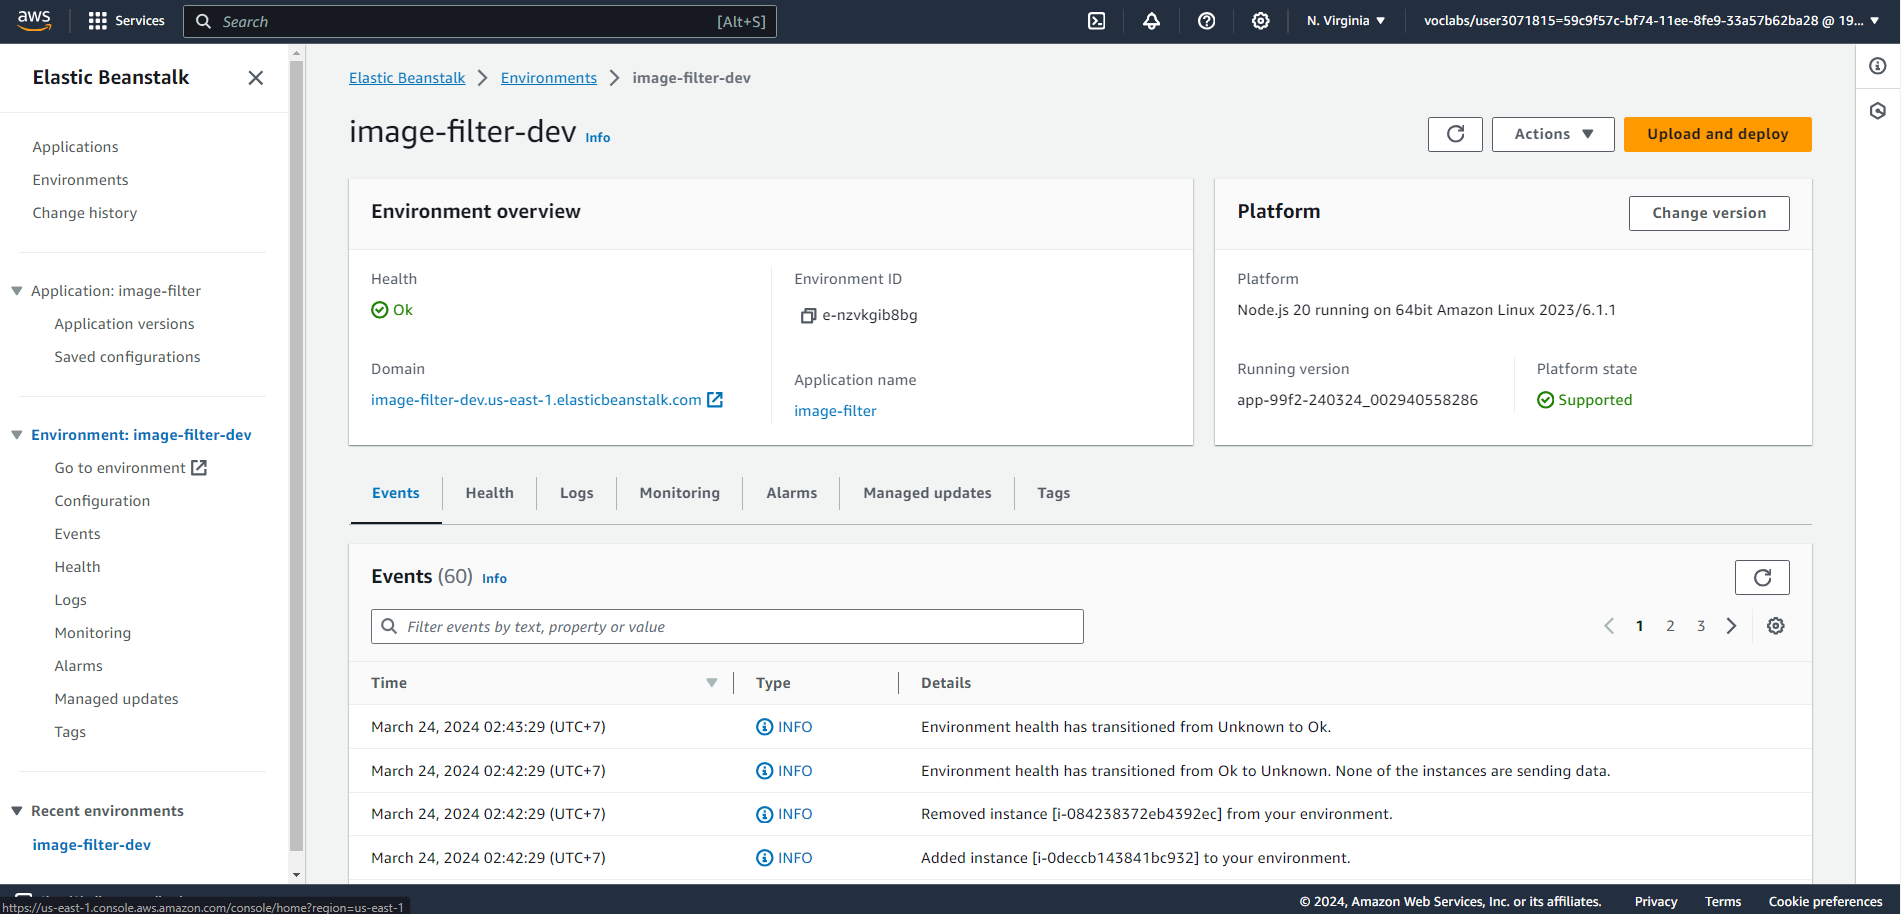 aws
Services
Search [Alt+S]
N. Virginia
voclabs/user3071815=59c9f57c-bf74-11ee-8fe9-33a57b62ba28 @ 19...
Elastic Beanstalk
Applications
Environments
Change history
Application: image-filter
Application versions
Saved configurations
Environment: image-filter-dev
Go to environment
Configuration
Events
Health
Logs
Monitoring
Alarms
Managed updates
Tags
Recent environments
image-filter-dev
Elastic Beanstalk
Environments
image-filter-dev
image-filter-dev Info
Actions
Upload and deploy
Environment overview
Health
Ok
Domain
image-filter-dev.us-east-1.elasticbeanstalk.com
Environment ID
e-nzvkgib8bg
Application name
image-filter
Platform
Change version
Platform
Node.js 20 running on 64bit Amazon Linux 2023/6.1.1
Running version
app-99f2-240324_002940558286
Platform state
Supported
Events Health Logs Monitoring Alarms Managed updates Tags
Events (60) Info
Filter events by text, property or value
1 2 3
Time Type Details
March 24, 2024 02:43:29 (UTC+7) INFO Environment health has transitioned from Unknown to Ok.
March 24, 2024 02:42:29 (UTC+7) INFO Environment health has transitioned from Ok to Unknown. None of the instances are sending data.
March 24, 2024 02:42:29 (UTC+7) INFO Removed instance [i-084238372eb4392ec] from your environment.
March 24, 2024 02:42:29 (UTC+7) INFO Added instance [i-0deccb143841bc932] to your environment.
https://us-east-1.console.aws.amazon.com/console/home?region=us-east-1
© 2024, Amazon Web Services, Inc. or its affiliates. Privacy Terms Cookie preferences